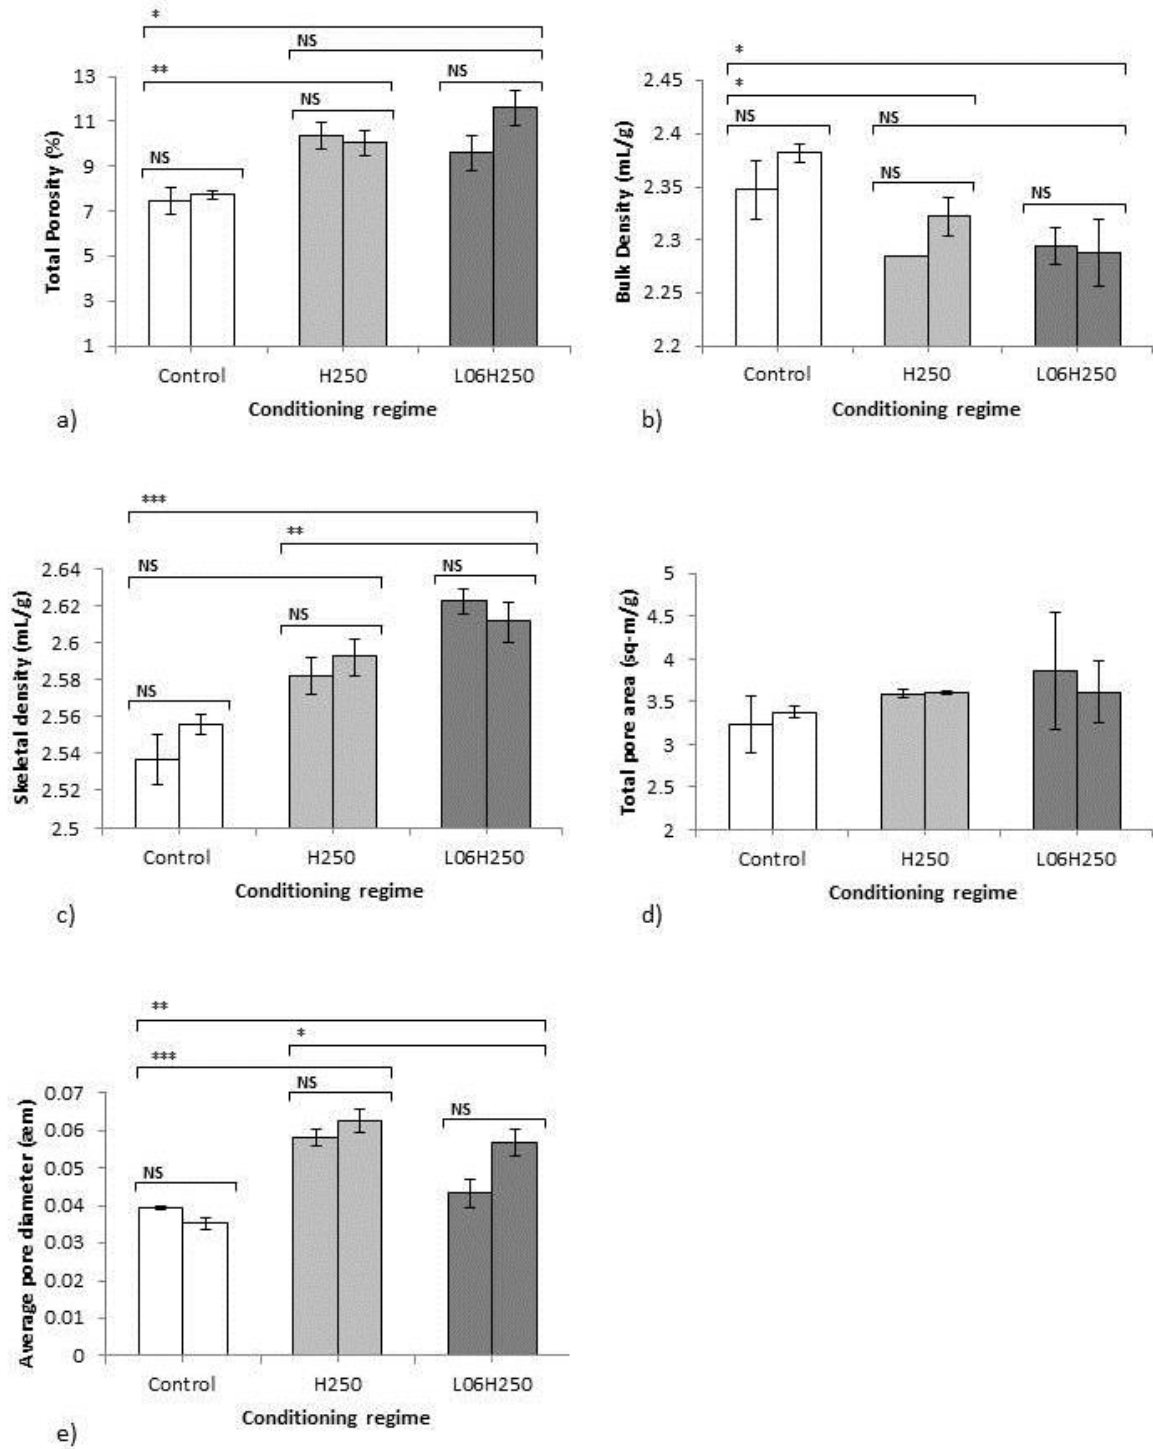 *
NS
**
NS
NS
NS
13
11
9
7
5
3
1
Total Porosity (%)
Control H250 L06H250
Conditioning regime
a)
*
*
NS
NS
NS
NS
2.45
2.4
2.35
2.3
2.25
2.2
Bulk Density (mL/g)
Control H250 L06H250
Conditioning regime
b)
***
**
NS
NS
NS
NS
2.64
2.62
2.6
2.58
2.56
2.54
2.52
2.5
Skeletal density (mL/g)
Control H250 L06H250
Conditioning regime
c)
5
4.5
4
3.5
3
2.5
2
Total pore area (sq-m/g)
Control H250 L06H250
Conditioning regime
d)
**
*
***
NS
NS
NS
0.07
0.06
0.05
0.04
0.03
0.02
0.01
0
Average pore diameter (æm)
Control H250 L06H250
Conditioning regime
e)